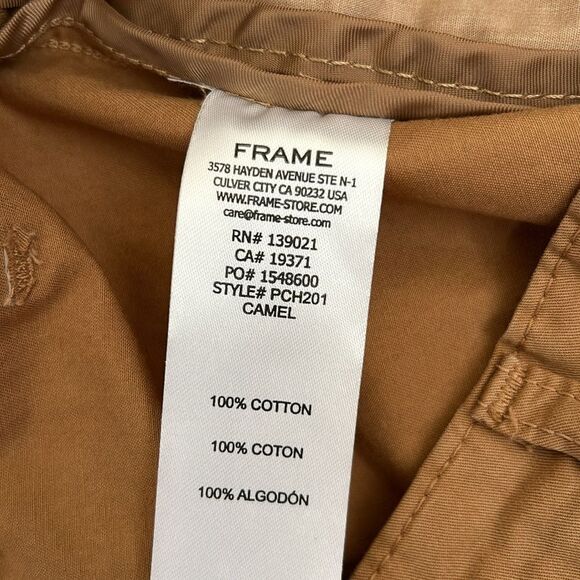 FRAME
3578 HAYDEN AVENUE STE N-1
CULVER CITY CA 90232 USA
WWW.FRAME-STORE.COM
care@frame-store.com
RN# 139021
CA# 19371
PO# 1548600
STYLE# PCH201
CAMEL
100% COTTON
100% COTON
100% ALGODÓN